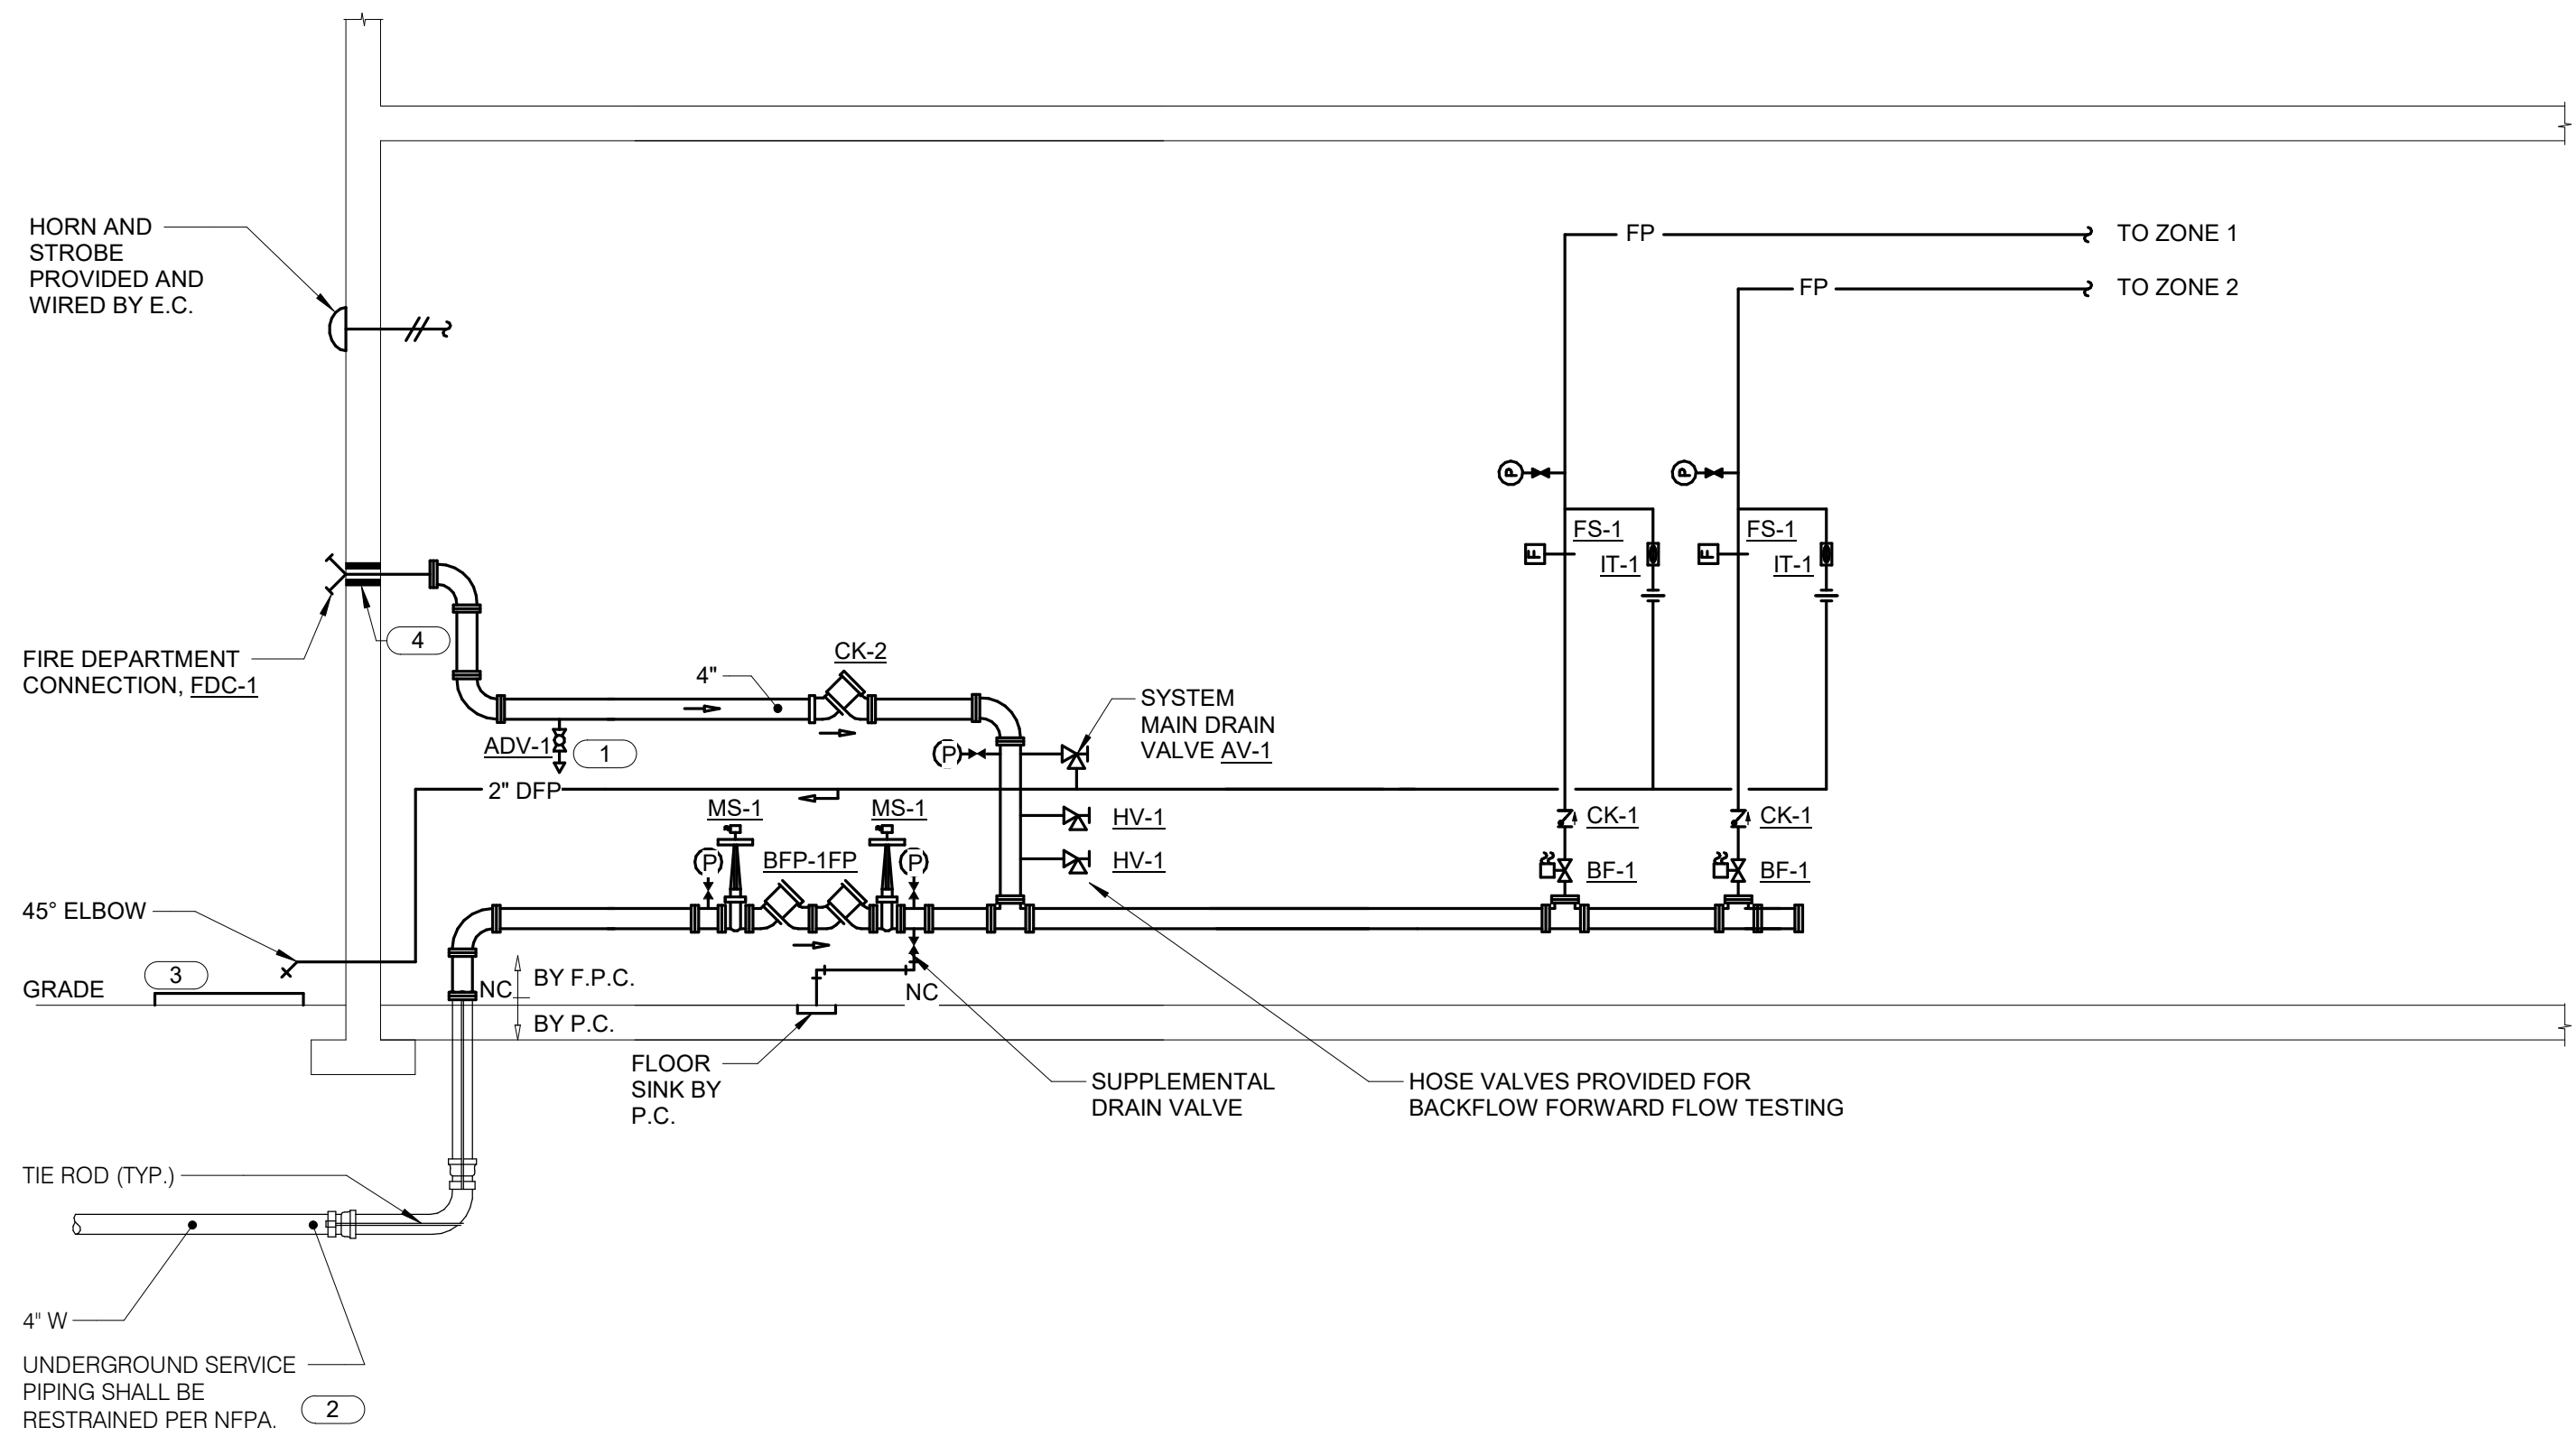 HORN AND
STROBE
PROVIDED AND
WIRED BY E.C.
FP
TO ZONE 1
FP
TO ZONE 2
P
P
FS-1
FS-1
F
F
IT-1
IT-1
4
FIRE DEPARTMENT
CONNECTION, FDC-1
CK-2
4"
SYSTEM
MAIN DRAIN
VALVE AV-1
ADV-1
1
P
2" DFP
MS-1
MS-1
HV-1
HV-1
CK-1
CK-1
P
BFP-1FP
P
BF-1
BF-1
45° ELBOW
3
GRADE
NC
BY F.P.C.
NC
BY P.C.
FLOOR
SINK BY
P.C.
SUPPLEMENTAL
DRAIN VALVE
HOSE VALVES PROVIDED FOR
BACKFLOW FORWARD FLOW TESTING
TIE ROD (TYP.)
4" W
UNDERGROUND SERVICE
PIPING SHALL BE
RESTRAINED PER NFPA.
2